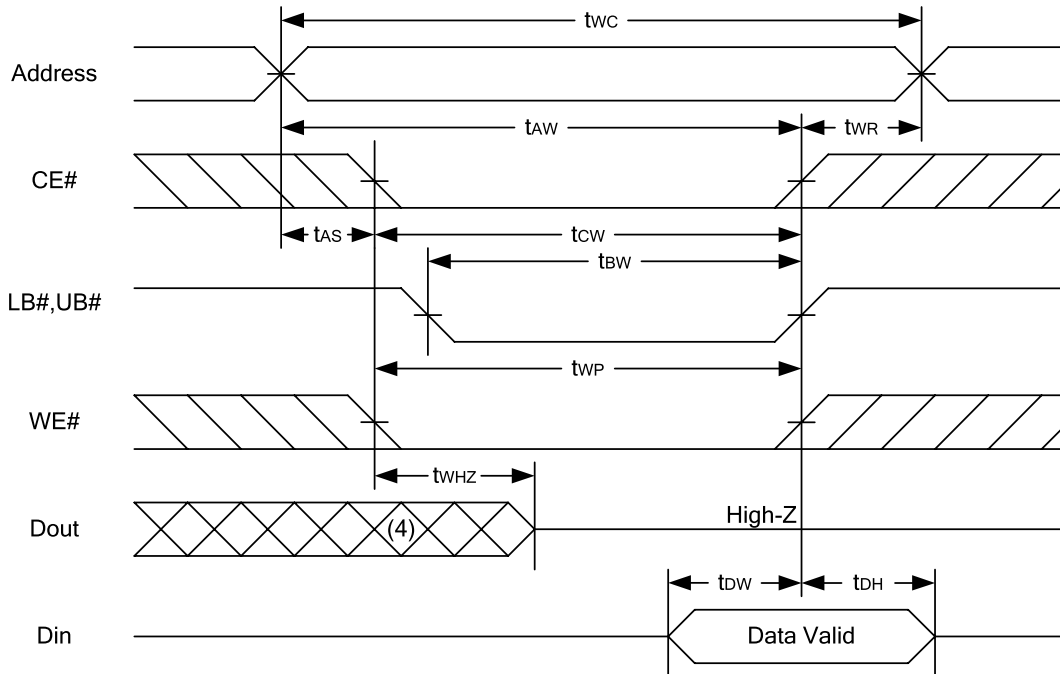 tWC
Address
tAW
tWR
CE#
tAS
tCW
tBW
LB#,UB#
tWP
WE#
tWHZ
Dout
(4)
High-Z
tDW
tDH
Din
Data Valid